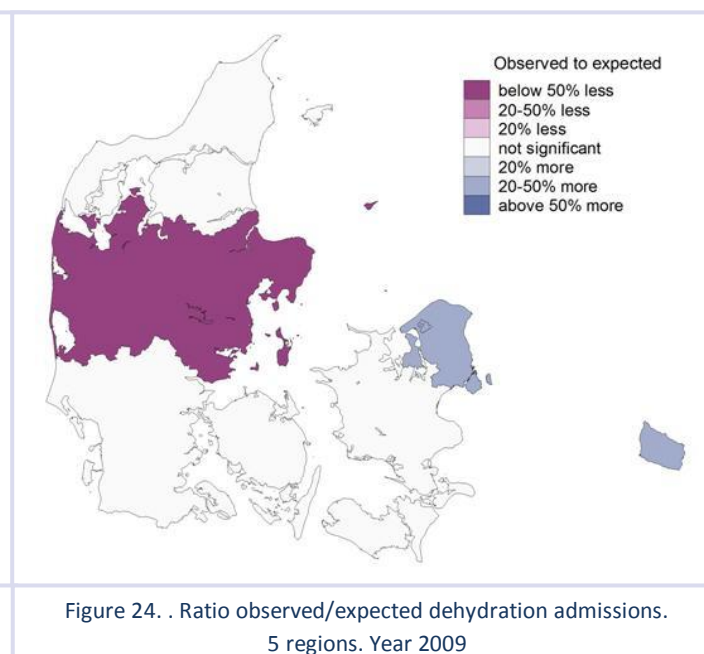 Observed to expected
below 50% less
20-50% less
20% less
not significant
20% more
20-50% more
above 50% more
Figure 24. . Ratio observed/expected dehydration admissions.
5 regions. Year 2009